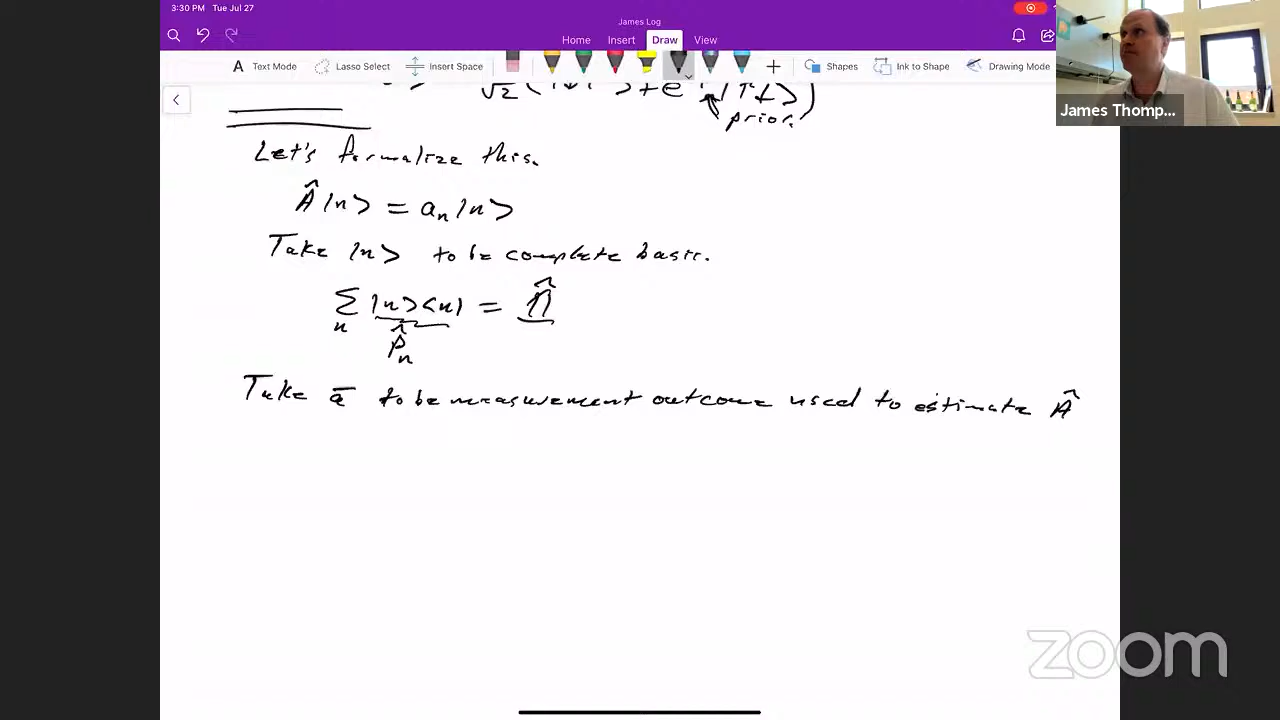 3:30 PM Tue Jul 27
James Log
Home Insert Draw View
Text Mode Lasso Select Insert Space Shapes Ink to Shape Drawing Mode
James Thomp...
√2
prior.
Let's formalize this.
Â |n> = aₙ |n>
Take |n> to be complete basis.
∑ |n><n| = 𝟙̂
n
P̂ₙ
Take ā to be measurement outcome used to estimate Â
zoom